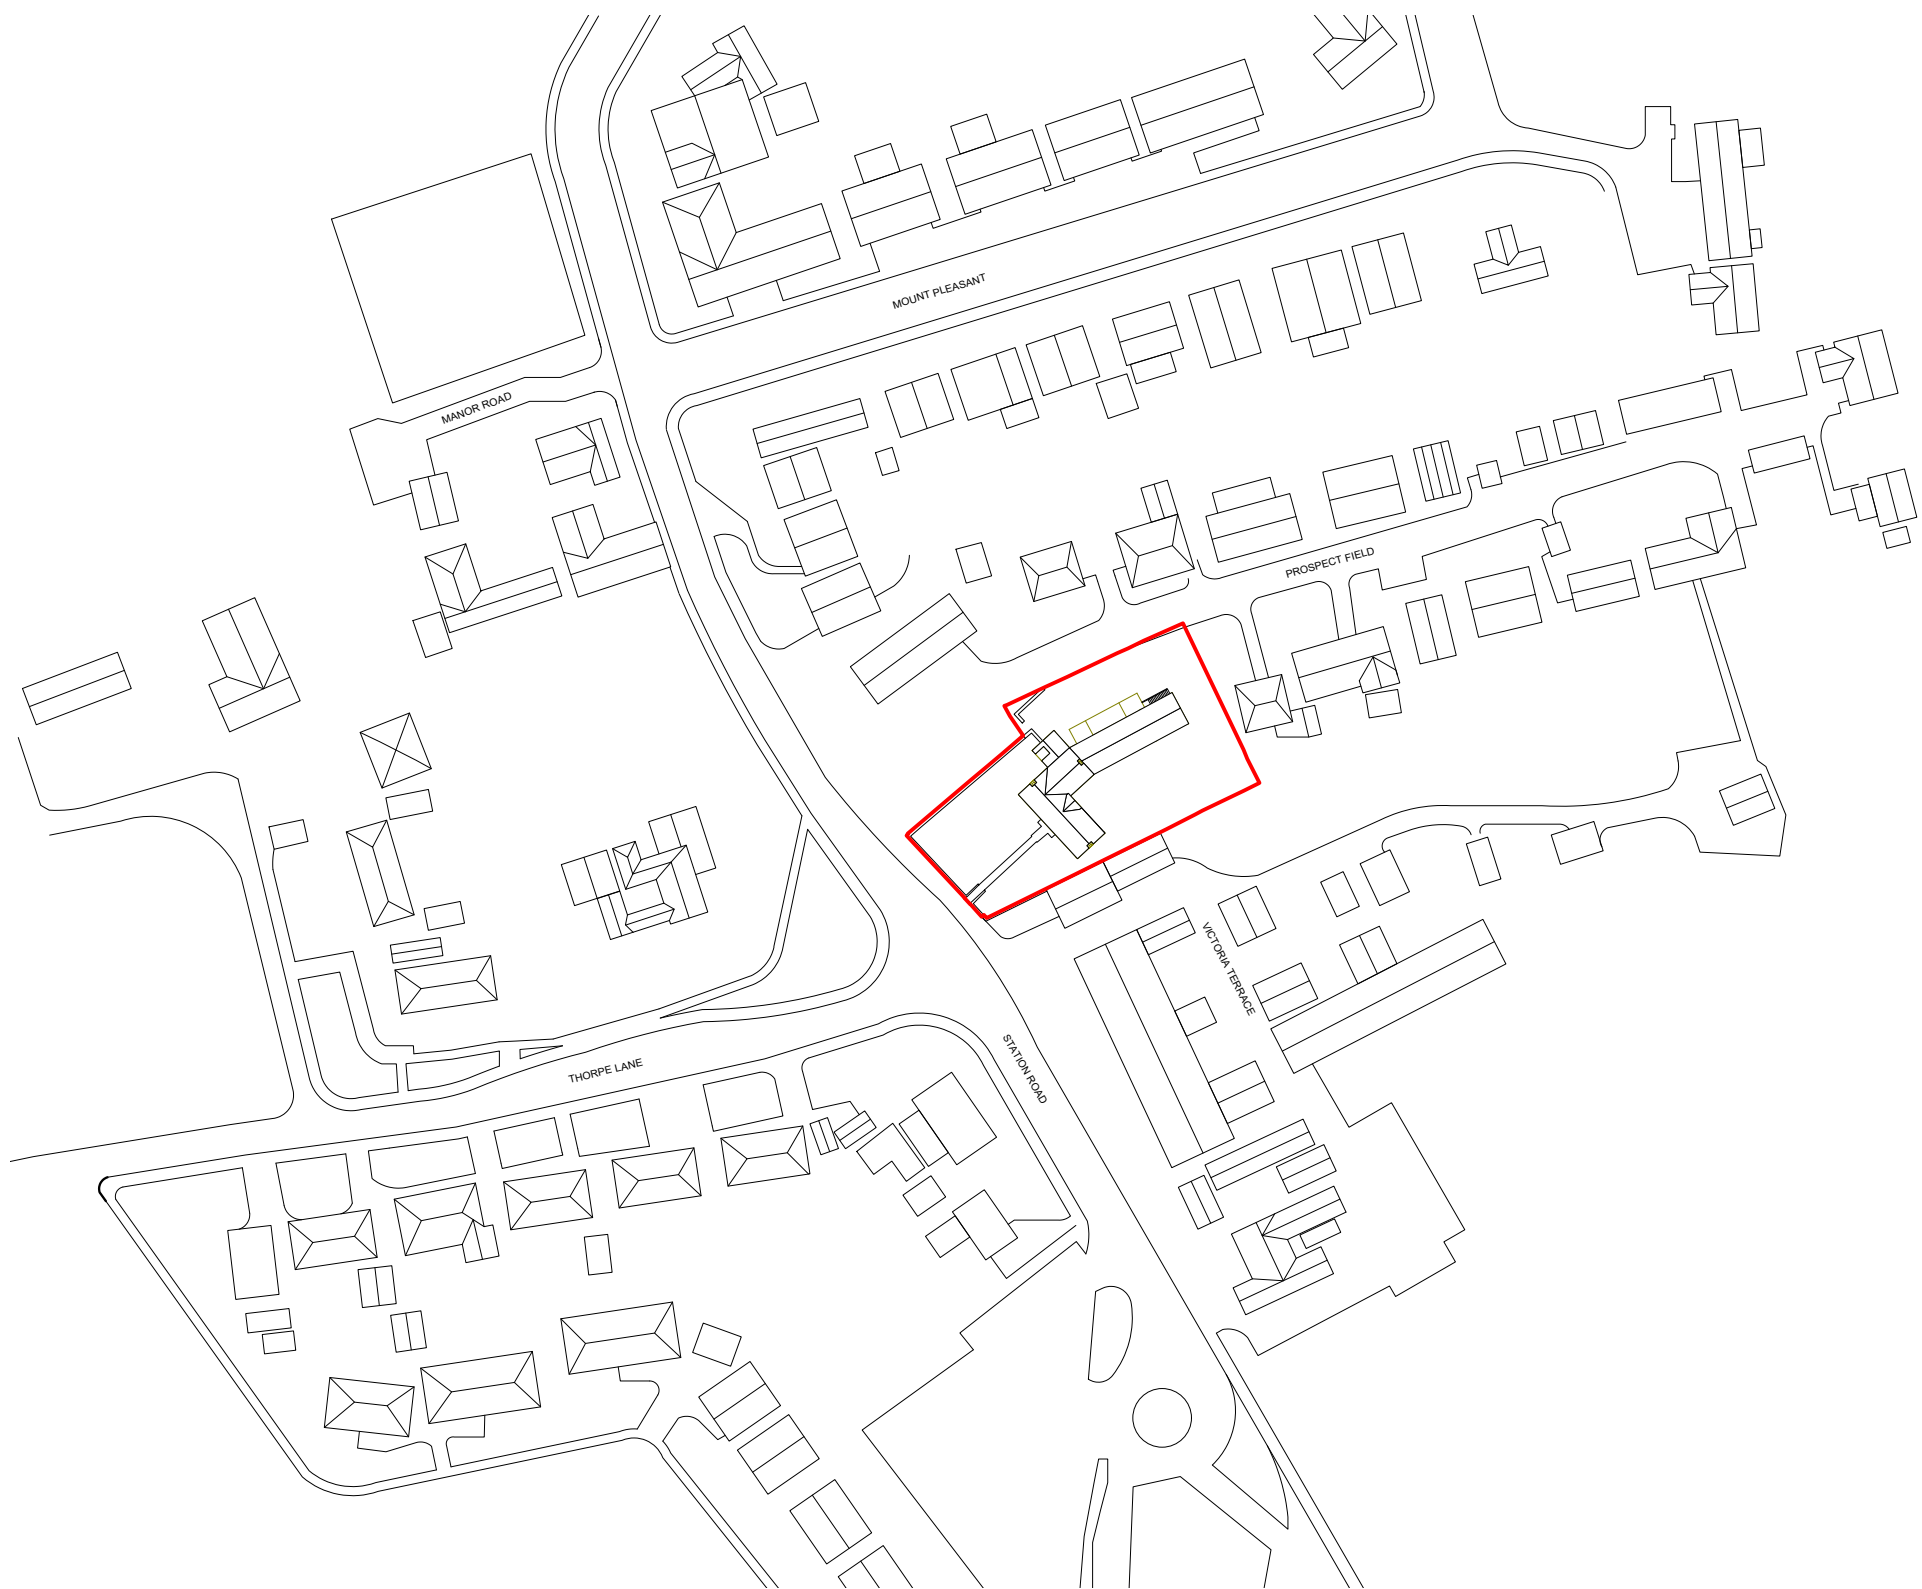 MOUNT PLEASANT
MANOR ROAD
PROSPECT FIELD
VICTORIA TERRACE
STATION ROAD
THORPE LANE